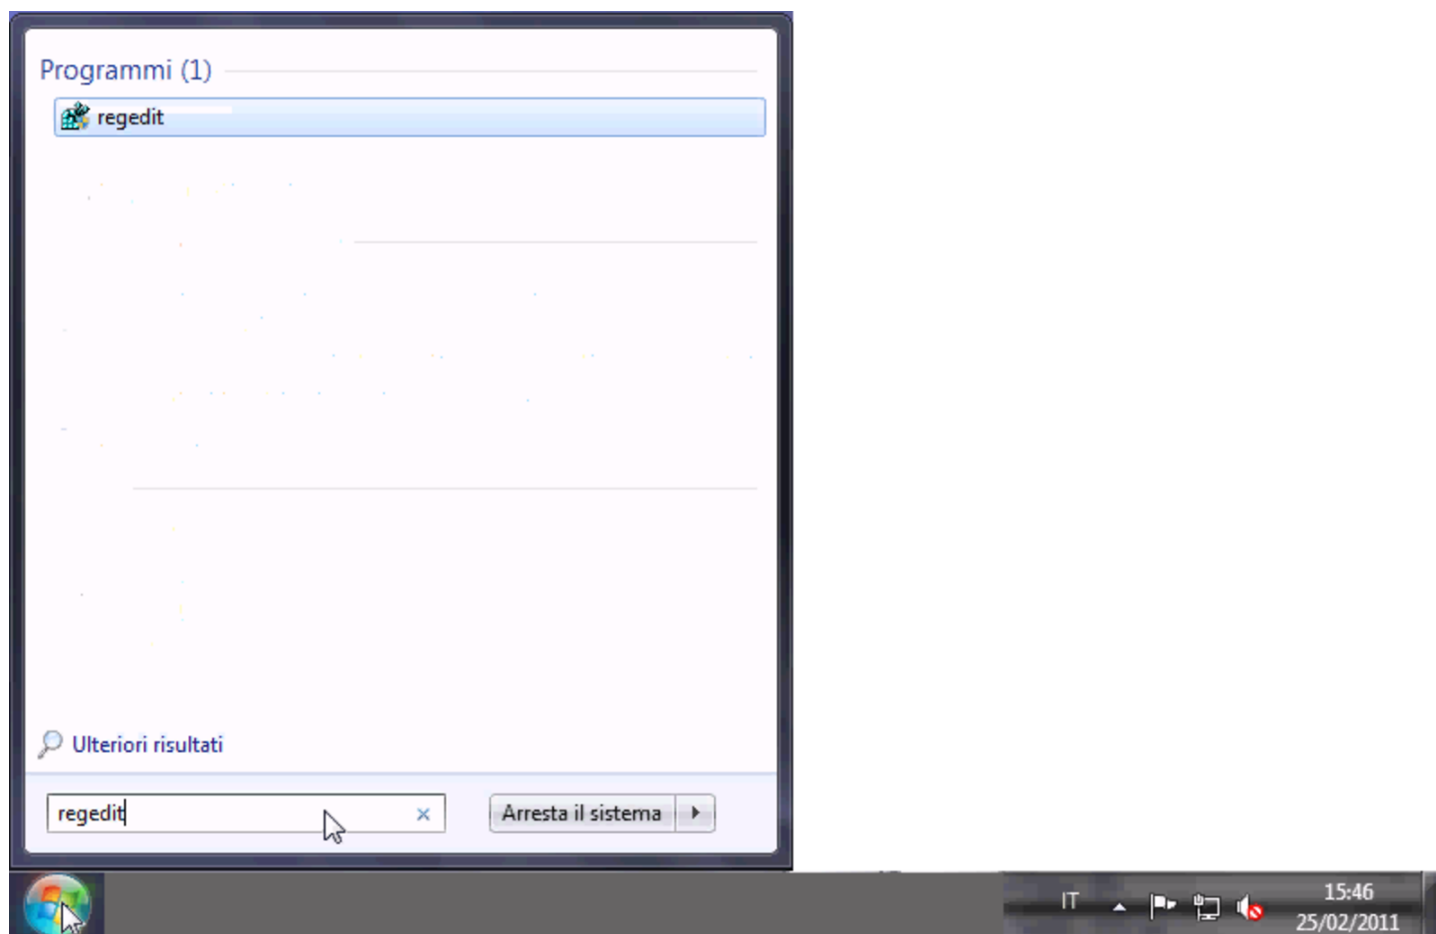 Programmi (1)
regedit
Ulteriori risultati
regedit
Arresta il sistema
IT
15:46
25/02/2011